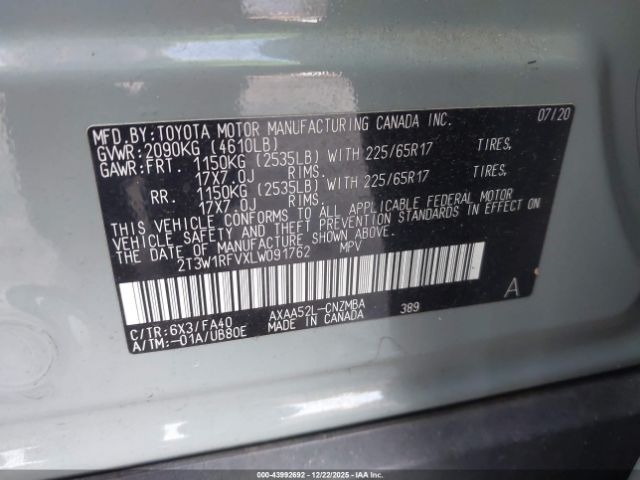 MFD.BY:TOYOTA MOTOR MANUFACTURING CANADA INC. 07/20
GVWR:2090KG (4610LB)
GAWR:FRT. 1150KG (2535LB) WITH 225/65R17 TIRES,
17X7.0J RIMS.
RR. 1150KG (2535LB) WITH 225/65R17 TIRES,
17X7.0J RIMS.
THIS VEHICLE CONFORMS TO ALL APPLICABLE FEDERAL MOTOR
VEHICLE SAFETY AND THEFT PREVENTION STANDARDS IN EFFECT ON
THE DATE OF MANUFACTURE SHOWN ABOVE.
2T3W1RFVXLW091762 MPV
C/TR:6X3/FA40 AXAA52L-CNZMBA 389 A
A/TM:-01A/UB80E MADE IN CANADA
000-43992692 12/22/2025 IAAI.COM